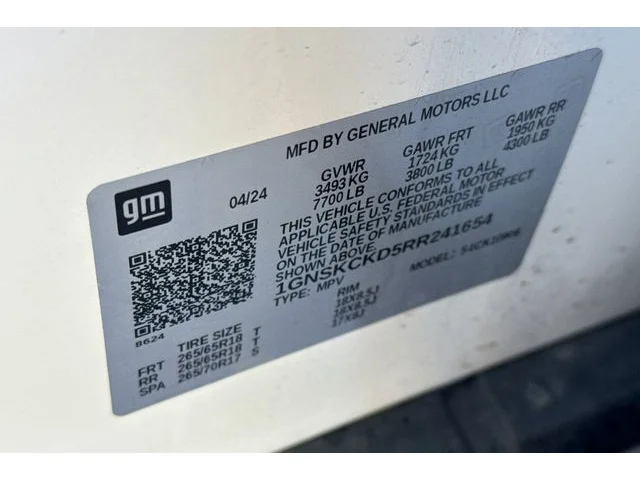 gm
04/24
MFD BY GENERAL MOTORS LLC
GVWR GAWR FRT GAWR RR
3493 KG 1724 KG 1950 KG
7700 LB 3800 LB 4300 LB
THIS VEHICLE CONFORMS TO ALL
APPLICABLE U.S. FEDERAL MOTOR
VEHICLE SAFETY STANDARDS IN EFFECT
ON THE DATE OF MANUFACTURE
SHOWN ABOVE.
1GNSKCKD5RR241654
TYPE: MPV MODEL:
B624
TIRE SIZE RIM
FRT 265/65R18 T 18X8.5J
RR 265/65R18 T 18X8.5J
SPA 265/70R17 S 17X8J